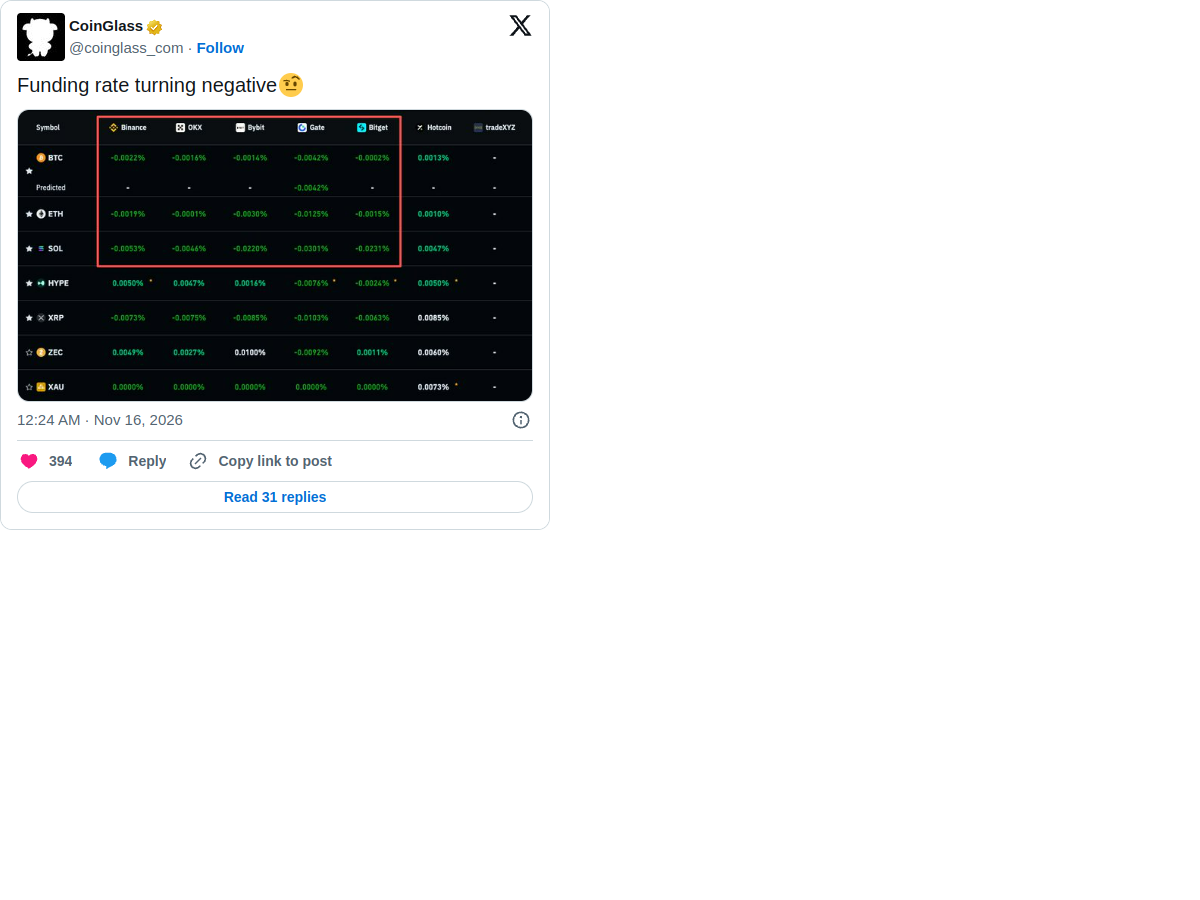 CoinGlass
@coinglass_com · Follow
Funding rate turning negative🤨
Symbol Binance OKX Bybit Gate Bitget Hotcoin tradeXYZ
BTC -0.0022% -0.0016% -0.0014% -0.0042% -0.0002% 0.0013% -
Predicted - - - -0.0042% - - -
ETH -0.0019% -0.0001% -0.0030% -0.0125% -0.0015% 0.0010% -
SOL -0.0053% -0.0046% -0.0220% -0.0301% -0.0231% 0.0047% -
HYPE 0.0050% * 0.0047% 0.0016% -0.0076% * -0.0024% * 0.0050% * -
XRP -0.0073% -0.0075% -0.0085% -0.0103% -0.0063% 0.0085% -
ZEC 0.0049% 0.0027% 0.0100% -0.0092% 0.0011% 0.0060% -
XAU 0.0000% 0.0000% 0.0000% 0.0000% 0.0000% 0.0073% * -
12:24 AM · Nov 16, 2026
394 Reply Copy link to post
Read 31 replies